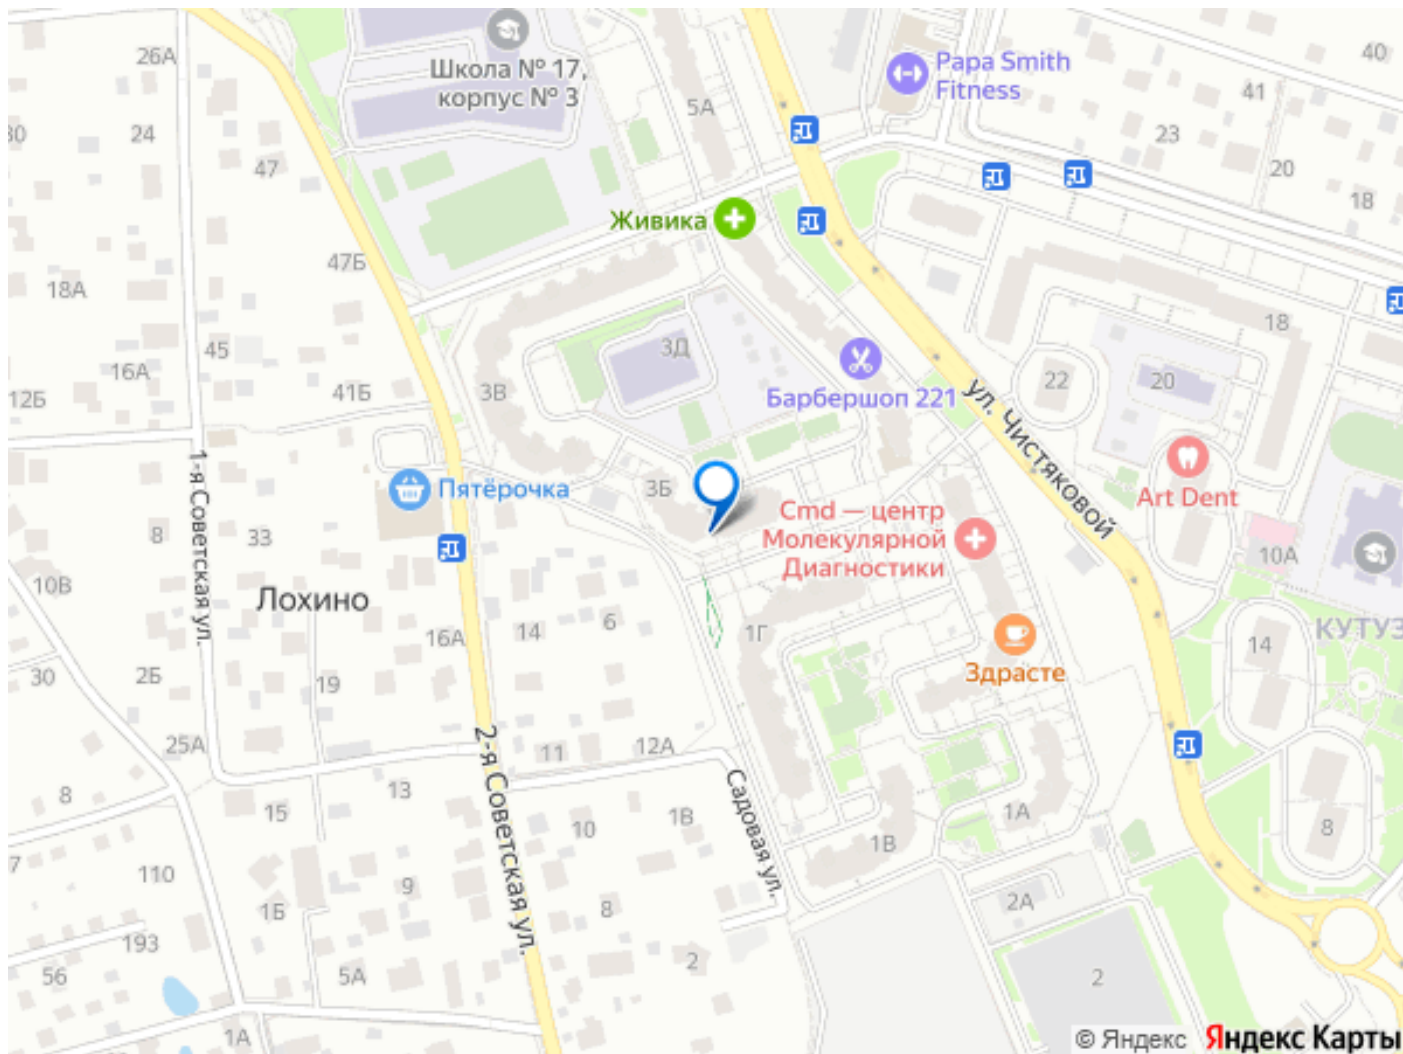 26А
Школа № 17,
корпус № 3
Papa Smith
Fitness
40
41
5А
30
24
23
47
20
18
Живика
47Б
18А
45
3Д
18
16А
22
20
12Б
41Б
3В
Барбершоп 221
ул. Чистяковой
1-я Советская ул.
Пятёрочка
3Б
Art Dent
Cmd — центр
Молекулярной
Диагностики
8
33
10А
10В
Лохино
6
14
1Г
16А
14
КУТУЗ
30
2Б
19
Здрасте
25А
11
12А
2-я Советская ул.
Садовая ул.
8
13
15
10
1В
1А
1В
8
7
110
9
2А
1Б
8
193
56
5А
2
2
1А
© Яндекс Яндекс Карты